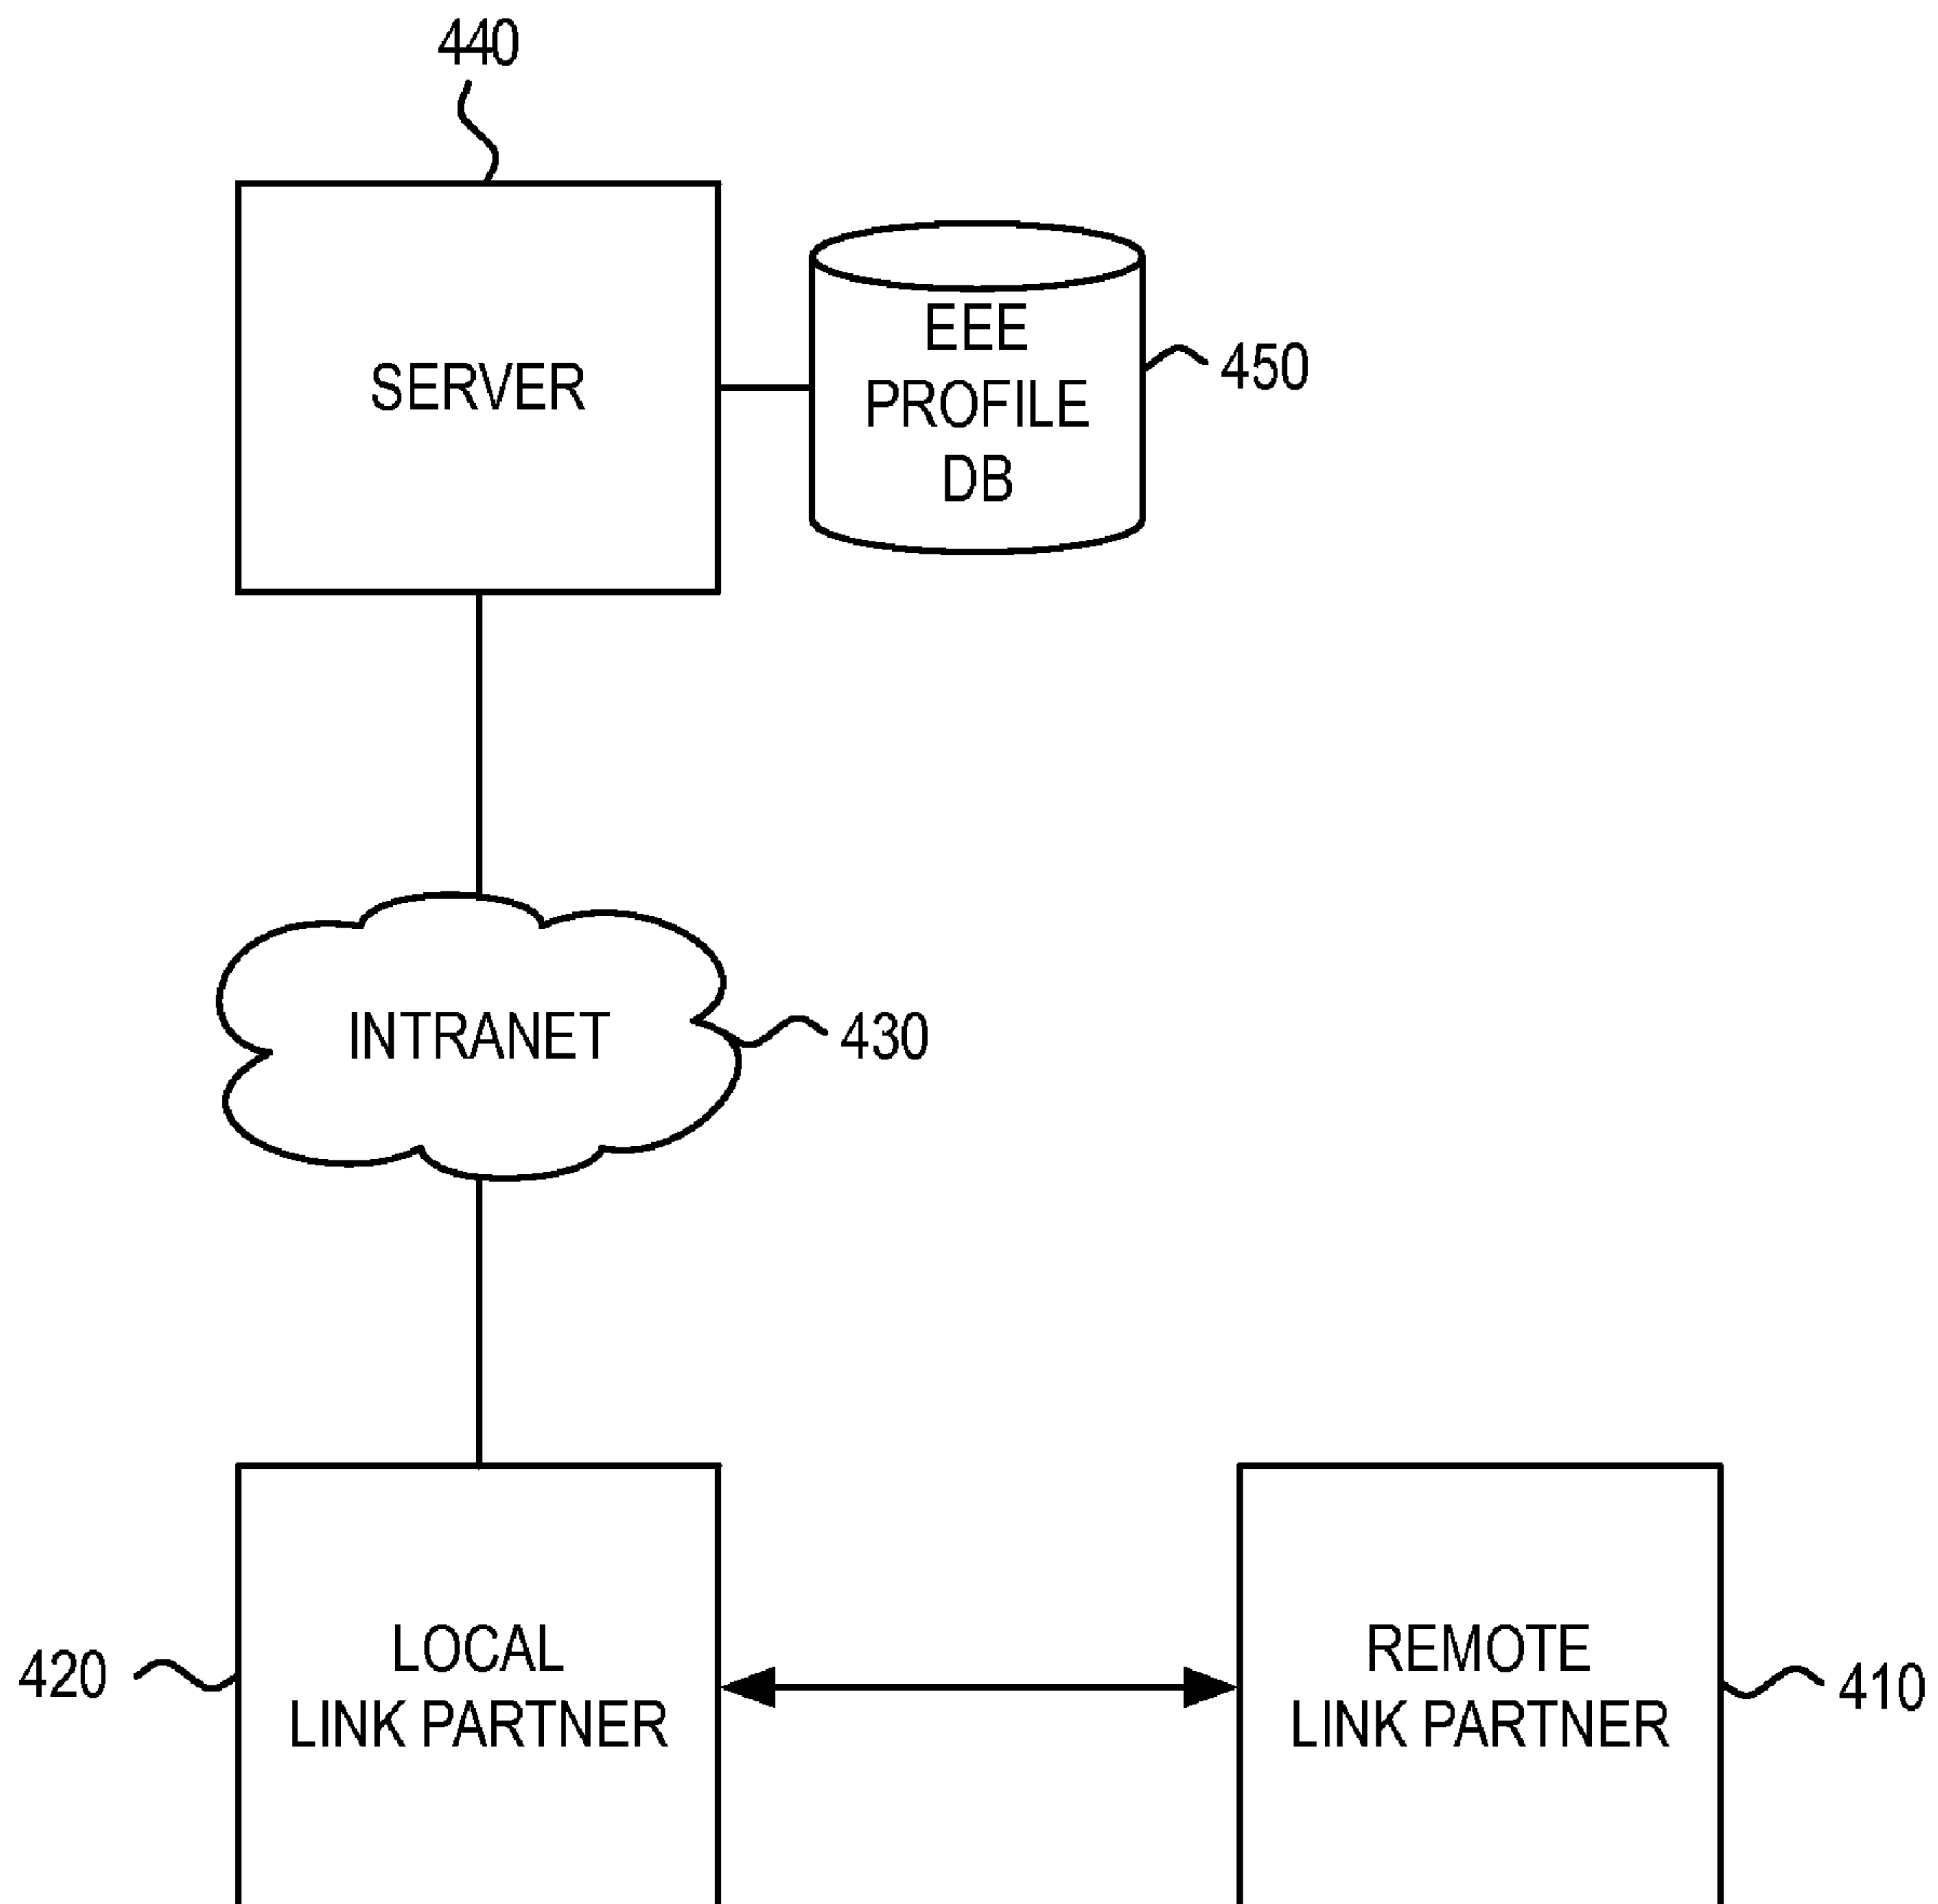 440
SERVER
EEE
PROFILE
DB
450
INTRANET
430
420
LOCAL
LINK PARTNER
REMOTE
LINK PARTNER
410